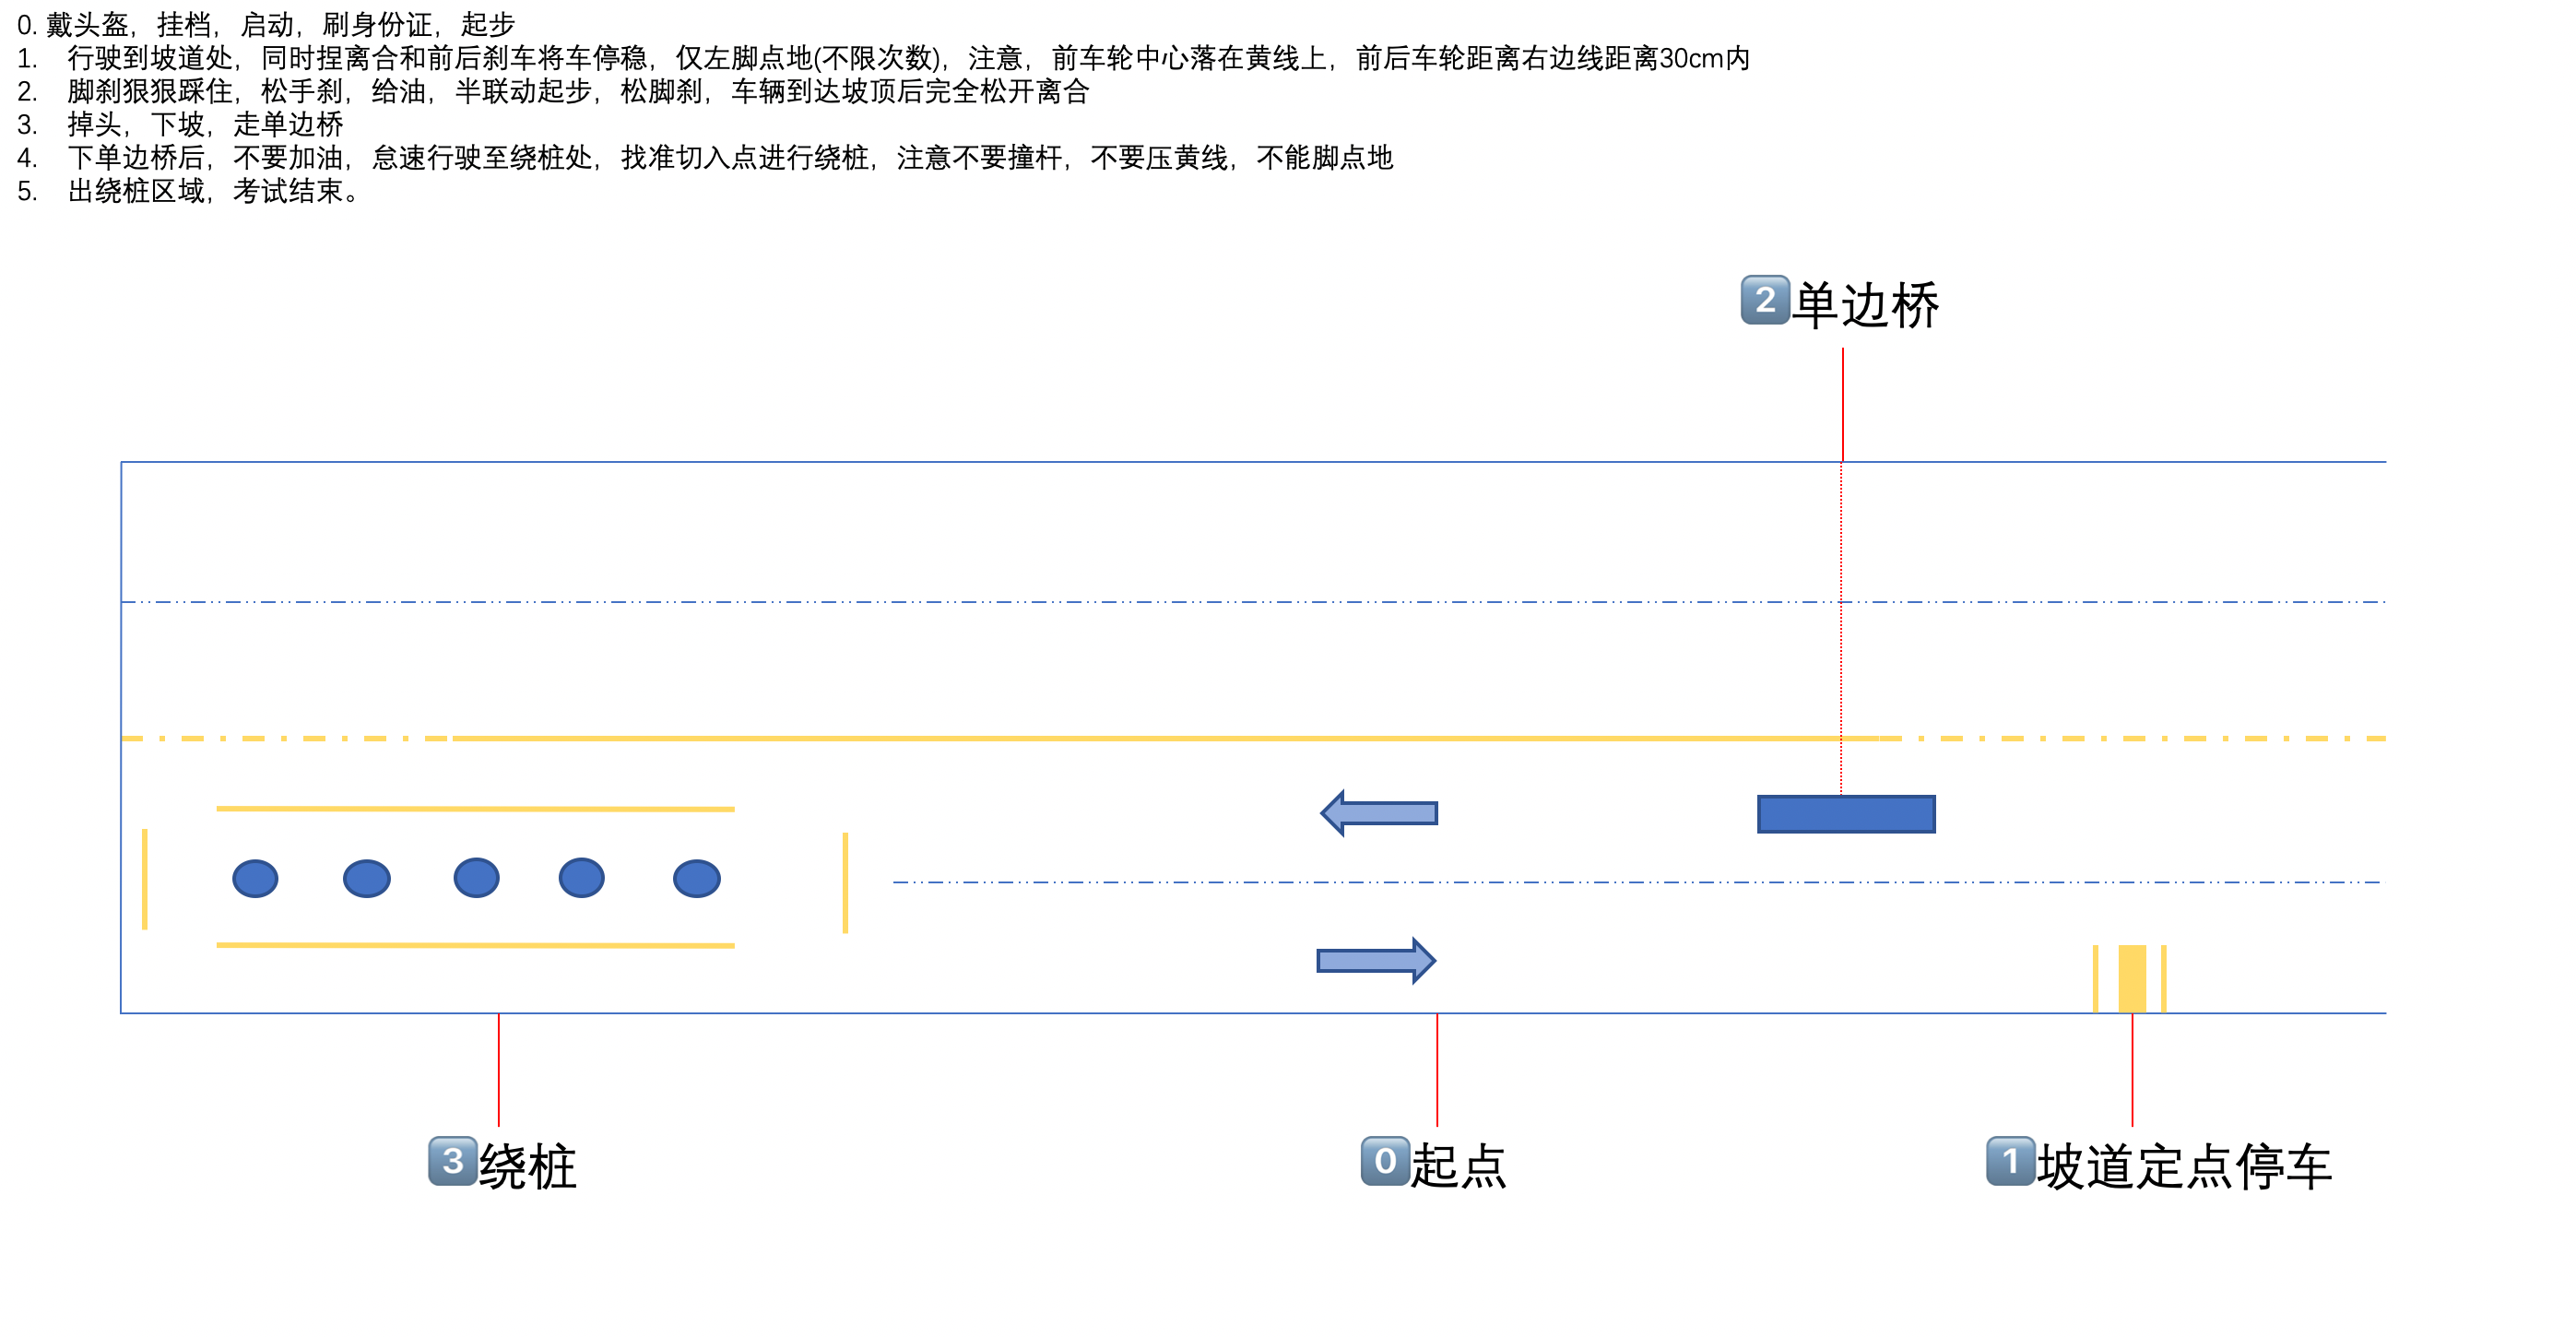 0. 戴头盔，挂档，启动，刷身份证，起步
1. 行驶到坡道处，同时捏离合和前后刹车将车停稳，仅左脚点地(不限次数)，注意，前车轮中心落在黄线上，前后车轮距离右边线距离30cm内
2. 脚刹狠狠踩住，松手刹，给油，半联动起步，松脚刹，车辆到达坡顶后完全松开离合
3. 掉头，下坡，走单边桥
4. 下单边桥后，不要加油，怠速行驶至绕桩处，找准切入点进行绕桩，注意不要撞杆，不要压黄线，不能脚点地
5. 出绕桩区域，考试结束。
2单边桥
3绕桩
0起点
1坡道定点停车